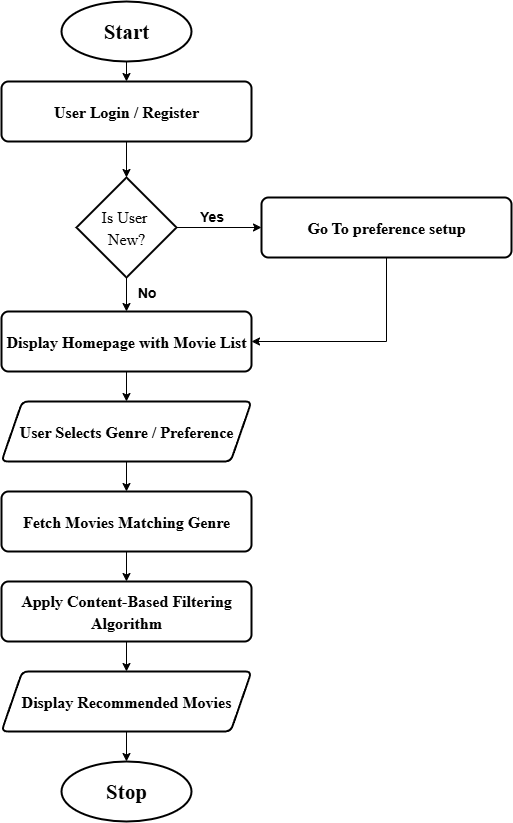 Start
User Login / Register
Is User
New?
Yes
Go To preference setup
No
Display Homepage with Movie List
User Selects Genre / Preference
Fetch Movies Matching Genre
Apply Content-Based Filtering
Algorithm
Display Recommended Movies
Stop